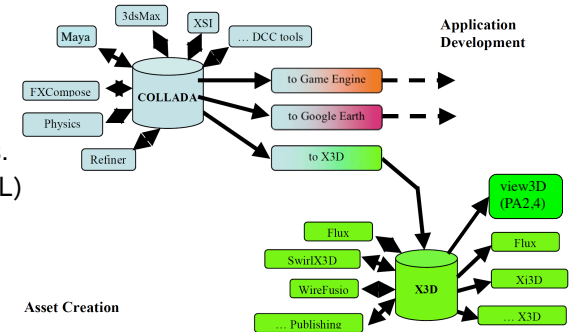 3dsMax
XSI
Maya
... DCC tools
Application
Development
COLLADA
to Game Engine
FXCompose
to Google Earth
Physics
s.
Refiner
to X3D
L)
view3D
(PA2,4)
Flux
Flux
SwirlX3D
X3D
Xi3D
WireFusio
Asset Creation
... X3D
... Publishing